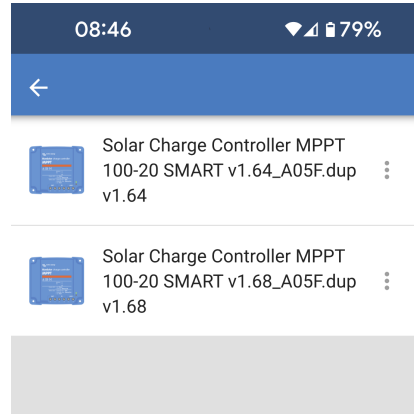 08:46
79%
Solar Charge Controller MPPT
100-20 SMART v1.64_A05F.dup
v1.64
Solar Charge Controller MPPT
100-20 SMART v1.68_A05F.dup
v1.68